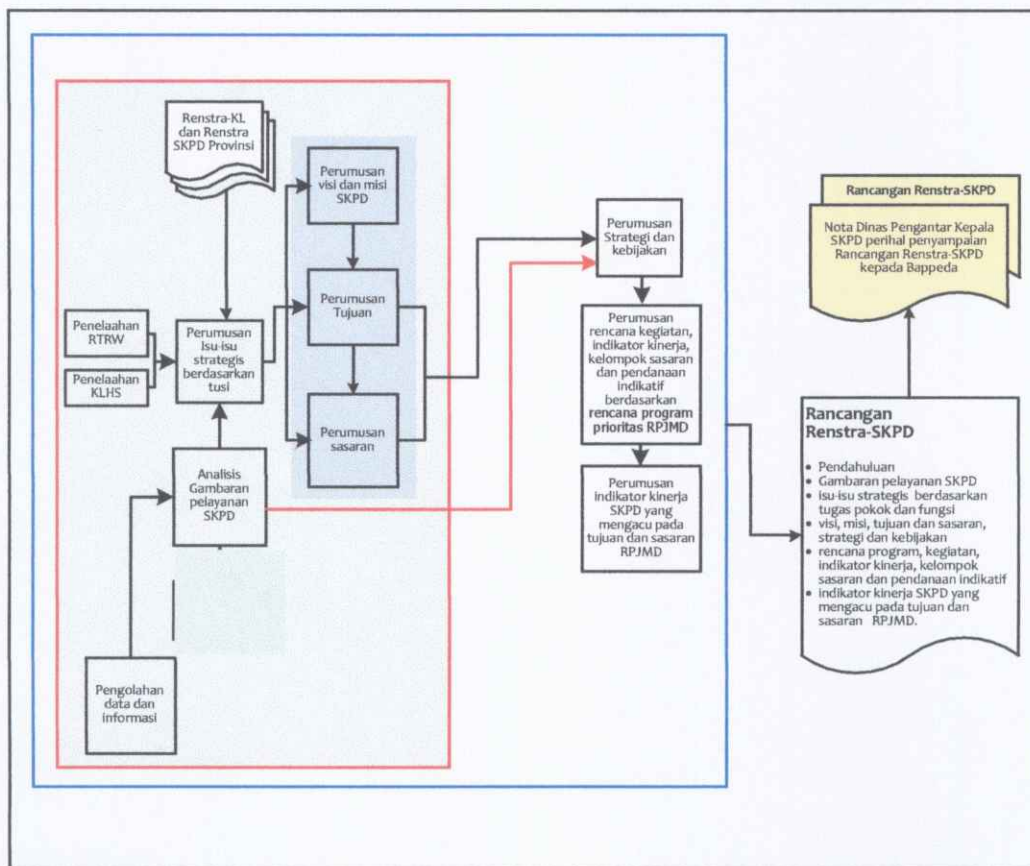 Renstra-KL
dan Renstra
SKPD Provinsi
Perumusan
visi dan misi
SKPD
Perumusan
Tujuan
Perumusan
sasaran
Penelaahan
RTRW
Penelaahan
KLHS
Perumusan
Isu-isu
strategis
berdasarkan
tusi
Analisis
Gambaran
pelayanan
SKPD
Pengolahan
data dan
informasi
Perumusan
Strategi dan
kebijakan
Perumusan
rencana kegiatan,
indikator kinerja,
kelompok sasaran
dan pendanaan
indikatif
berdasarkan
rencana program
prioritas RPJMD
Perumusan
indikator kinerja
SKPD yang
mengacu pada
tujuan dan sasaran
RPJMD
Rancangan Renstra-SKPD
Nota Dinas Pengantar Kepala
SKPD perihal penyampaian
Rancangan Renstra-SKPD
kepada Bappeda
Rancangan
Renstra-SKPD
• Pendahuluan
• Gambaran pelayanan SKPD
• isu-isu strategis berdasarkan
tugas pokok dan fungsi
• visi, misi, tujuan dan sasaran,
strategi dan kebijakan
• rencana program, kegiatan,
indikator kinerja, kelompok
sasaran dan pendanaan indikatif
• indikator kinerja SKPD yang
mengacu pada tujuan dan
sasaran RPJMD.